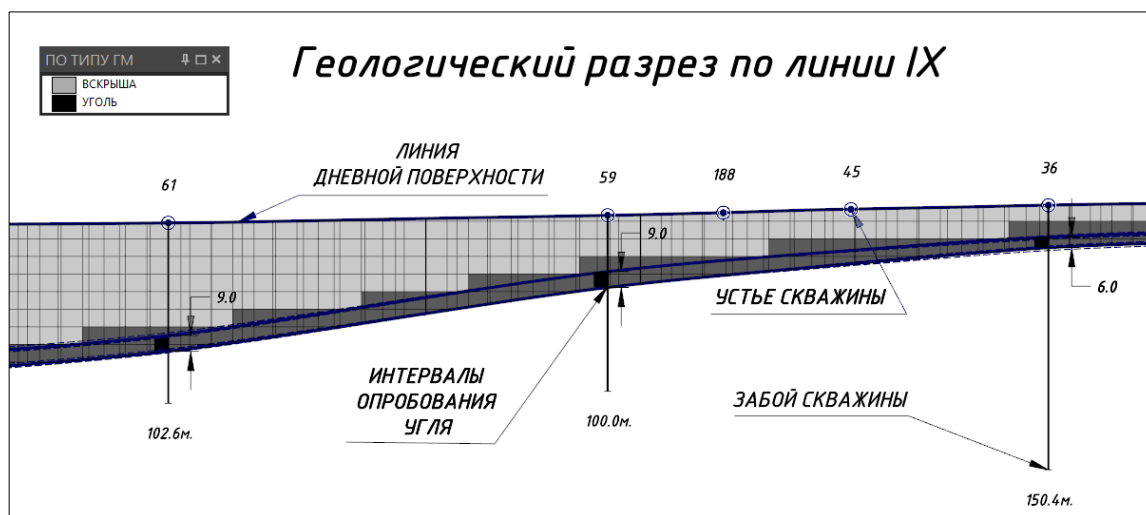 Геологический разрез по линии IX
ПО ТИПУ ГМ
ВСКРЫША
УГОЛЬ
ЛИНИЯ
ДНЕВНОЙ ПОВЕРХНОСТИ
61
59
188
45
36
9.0
9.0
6.0
УСТЬЕ СКВАЖИНЫ
ИНТЕРВАЛЫ
ОПРОБОВАНИЯ
УГЛЯ
ЗАБОЙ СКВАЖИНЫ
102.6м.
100.0м.
150.4м.